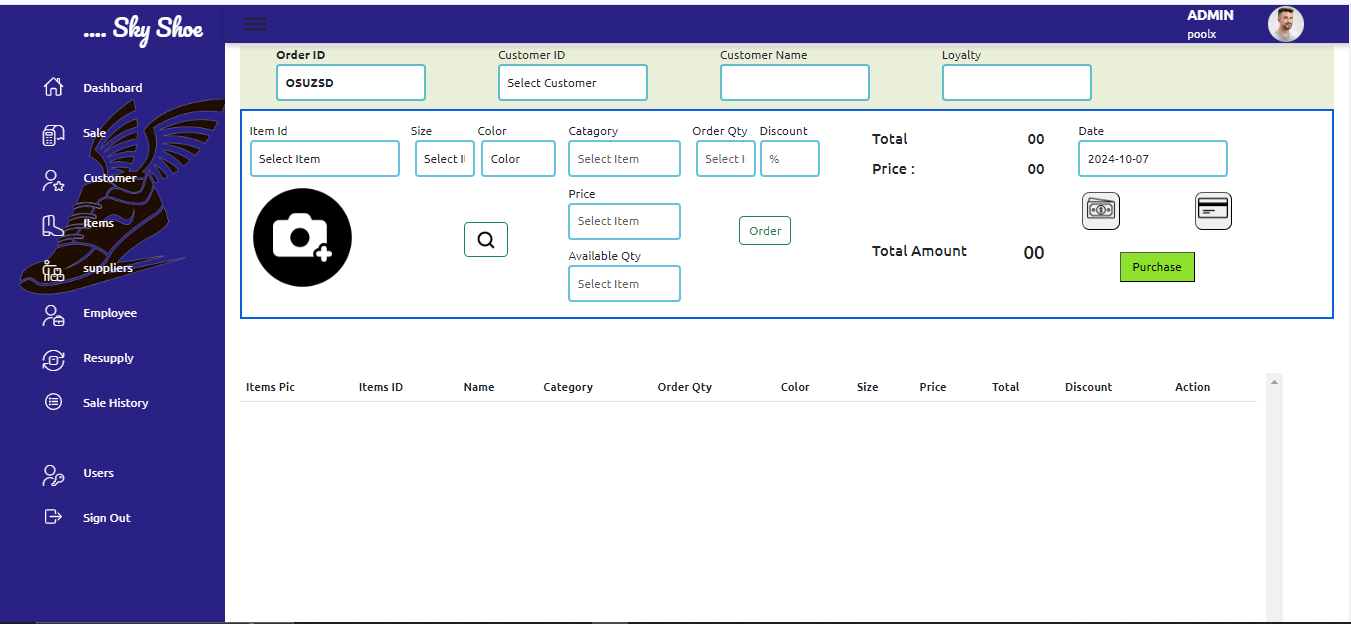 .... Sky Shoe
ADMIN
poolx
Dashboard
Sale
Customer
Items
suppliers
Employee
Resupply
Sale History
Users
Sign Out
Order ID Customer ID Customer Name Loyalty
OSUZSD Select Customer
Item Id Size Color Catagory Order Qty Discount Total 00 Date
Select Item Select I Color Select Item Select I % Price : 00 2024-10-07
Price
Select Item
Order
Available Qty
Total Amount 00
Select Item
Purchase
Items Pic Items ID Name Category Order Qty Color Size Price Total Discount Action